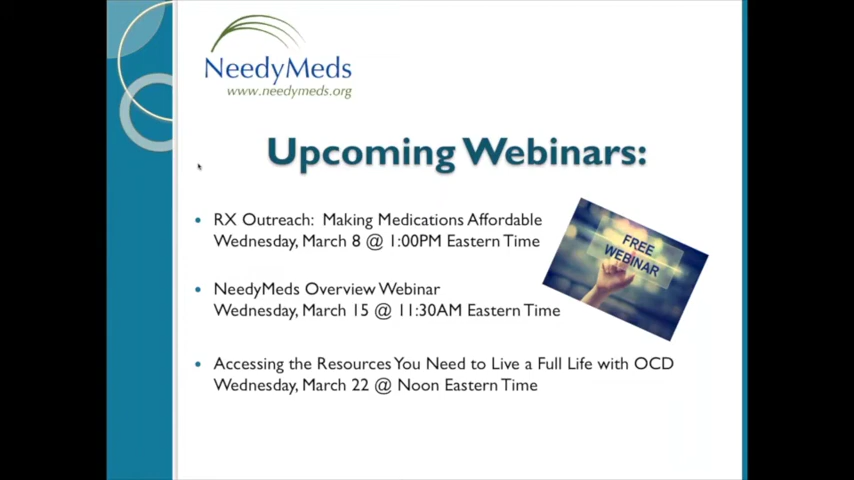 NeedyMeds
www.needymeds.org
Upcoming Webinars:
• RX Outreach: Making Medications Affordable
Wednesday, March 8 @ 1:00PM Eastern Time
FREE
WEBINAR
• NeedyMeds Overview Webinar
Wednesday, March 15 @ 11:30AM Eastern Time
• Accessing the Resources You Need to Live a Full Life with OCD
Wednesday, March 22 @ Noon Eastern Time